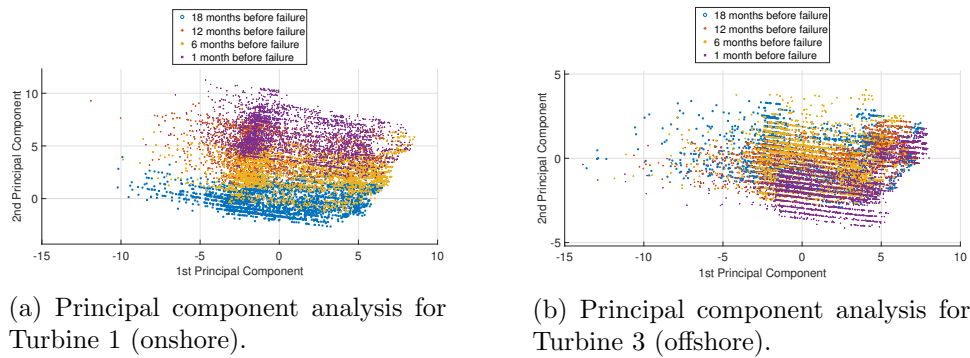 18 months before failure
12 months before failure
6 months before failure
1 month before failure
10
5
0
-15
-10
-5
0
5
10
2nd Principal Component
1st Principal Component
(a) Principal component analysis for
Turbine 1 (onshore).
18 months before failure
12 months before failure
6 months before failure
1 month before failure
5
0
-5
-15
-10
-5
0
5
10
2nd Principal Component
1st Principal Component
(b) Principal component analysis for
Turbine 3 (offshore).